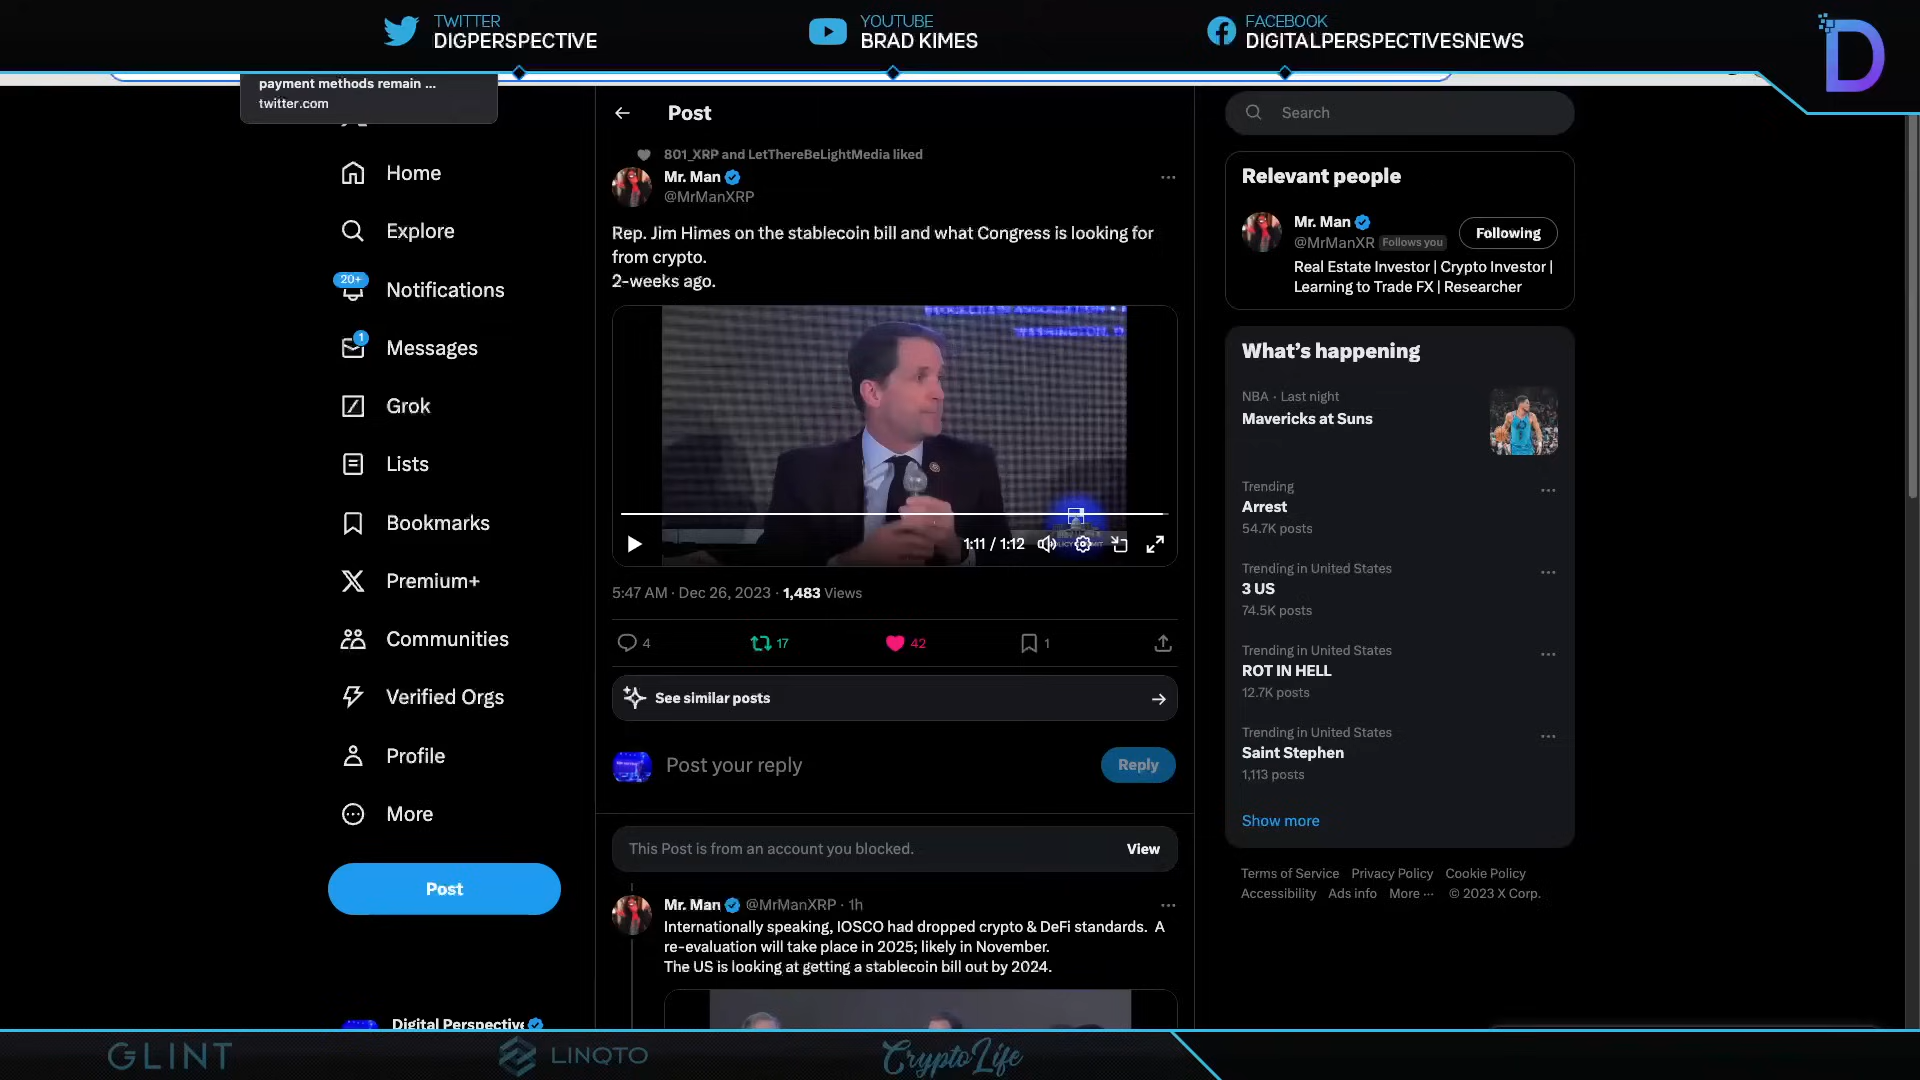 TWITTER
DIGPERSPECTIVE
YOUTUBE
BRAD KIMES
FACEBOOK
DIGITALPERSPECTIVESNEWS
D
payment methods remain ...
twitter.com
Home
Explore
20+
Notifications
1
Messages
Grok
Lists
Bookmarks
Premium+
Communities
Verified Orgs
Profile
More
Post
Digital Perspective
Post
801_XRP and LetThereBeLightMedia liked
Mr. Man
@MrManXRP
Rep. Jim Himes on the stablecoin bill and what Congress is looking for
from crypto.
2-weeks ago.
WASHINGTON, D
1:11 / 1:12
5:47 AM · Dec 26, 2023 · 1,483 Views
4 17 42 1
See similar posts
Post your reply
Reply
This Post is from an account you blocked.
View
Mr. Man @MrManXRP · 1h
Internationally speaking, IOSCO had dropped crypto & DeFi standards. A
re-evaluation will take place in 2025; likely in November.
The US is looking at getting a stablecoin bill out by 2024.
Search
Relevant people
Mr. Man
@MrManXR Follows you
Following
Real Estate Investor | Crypto Investor |
Learning to Trade FX | Researcher
What's happening
NBA · Last night
Mavericks at Suns
Trending
Arrest
54.7K posts
Trending in United States
3 US
74.5K posts
Trending in United States
ROT IN HELL
12.7K posts
Trending in United States
Saint Stephen
1,113 posts
Show more
Terms of Service Privacy Policy Cookie Policy
Accessibility Ads info More ··· © 2023 X Corp.
GLINT
LINQTO
CryptoLife